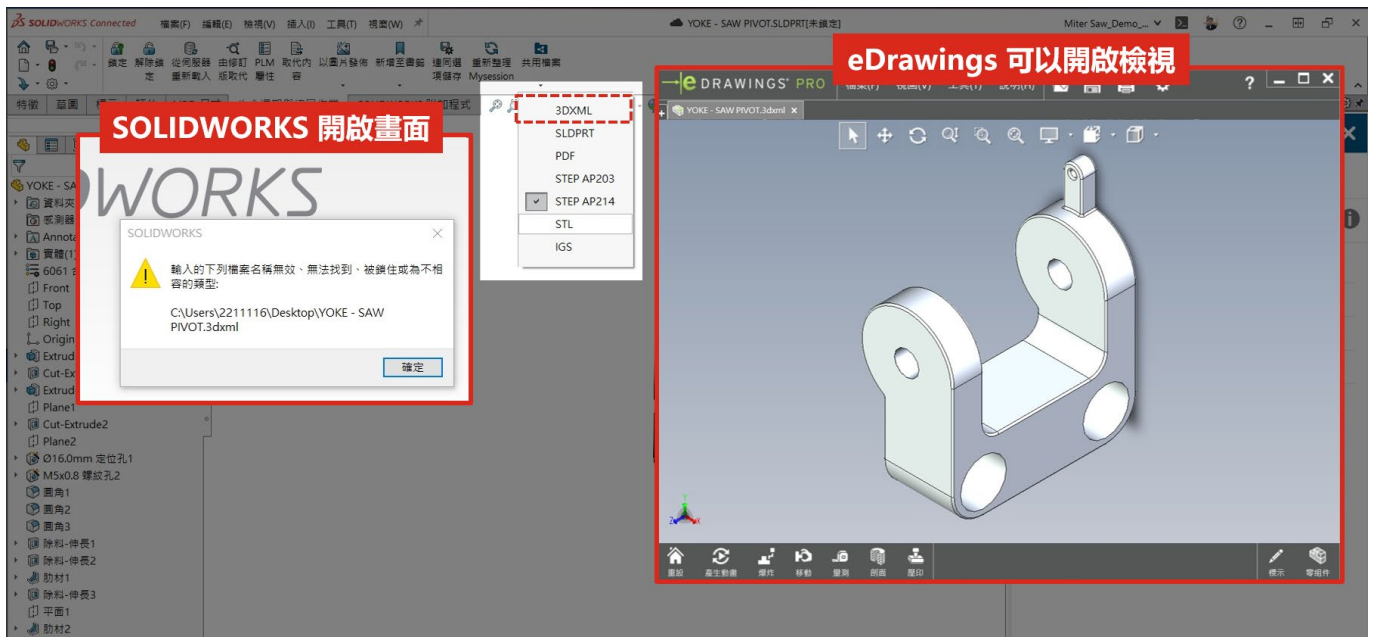 SOLIDWORKS Connected
檔案(F) 編輯(E) 檢視(V) 插入(I) 工具(T) 視窗(W)
YOKE - SAW PIVOT.SLDPRT[未鎖定]
Miter Saw_Demo_...
鎖定
解除鎖定
從伺服器重新載入
由修訂版取代
PLM 屬性
取代內容
以圖片發佈
新增至書籤
連同選項儲存
重新整理 Mysession
共用檔案
特徵
草圖
SOLIDWORKS 開啟畫面
WORKS
SOLIDWORKS
輸入的下列檔案名稱無效、無法找到、被鎖住或為不相
容的類型:
C:\Users\2211116\Desktop\YOKE - SAW
PIVOT.3dxml
確定
3DXML
SLDPRT
PDF
STEP AP203
STEP AP214
STL
IGS
eDrawings 可以開啟檢視
eDRAWINGS® PRO
YOKE - SAW PIVOT.3dxml
重設
產生動畫
爆炸
移動
量測
剖面
壓印
標示
零組件
YOKE - SA
資料夾
感測器
Annota
實體(1
6061
Front
Top
Right
Origin
Extrud
Cut-Ex
Extrud
Plane1
Cut-Extrude2
Plane2
Ø16.0mm 定位孔1
M5x0.8 螺紋孔2
圓角1
圓角2
圓角3
除料-伸長1
除料-伸長2
肋材1
除料-伸長3
平面1
肋材2